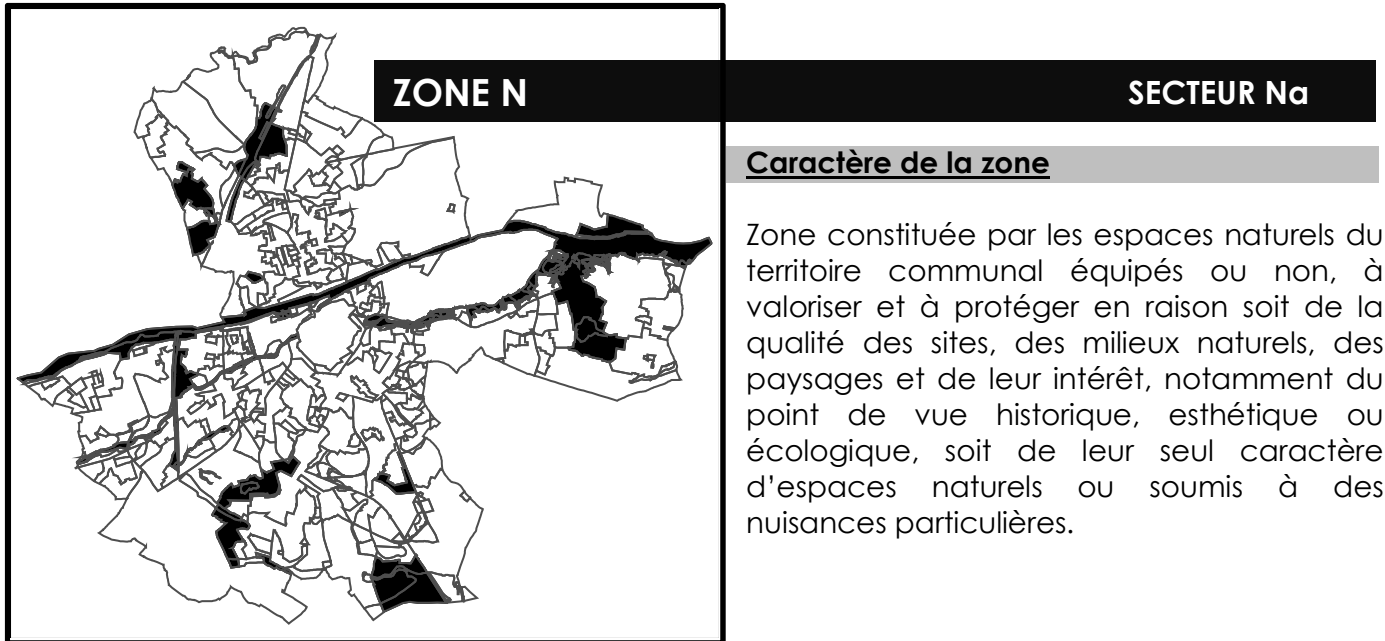 ZONE N SECTEUR Na
Caractère de la zone
Zone constituée par les espaces naturels du
territoire communal équipés ou non, à
valoriser et à protéger en raison soit de la
qualité des sites, des milieux naturels, des
paysages et de leur intérêt, notamment du
point de vue historique, esthétique ou
écologique, soit de leur seul caractère
d'espaces naturels ou soumis à des
nuisances particulières.